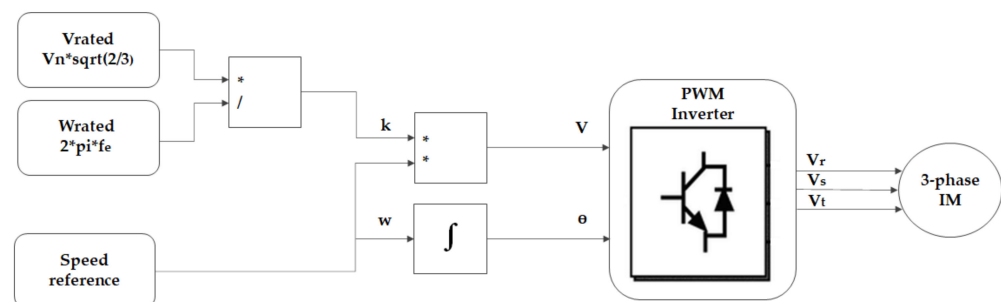 Vrated
Vn*sqrt(2/3)
*
/
Wrated
2*pi*fe
k
*
*
V
PWM
Inverter
Vr
Vs
Vt
3-phase
IM
Speed
reference
w
∫
θ